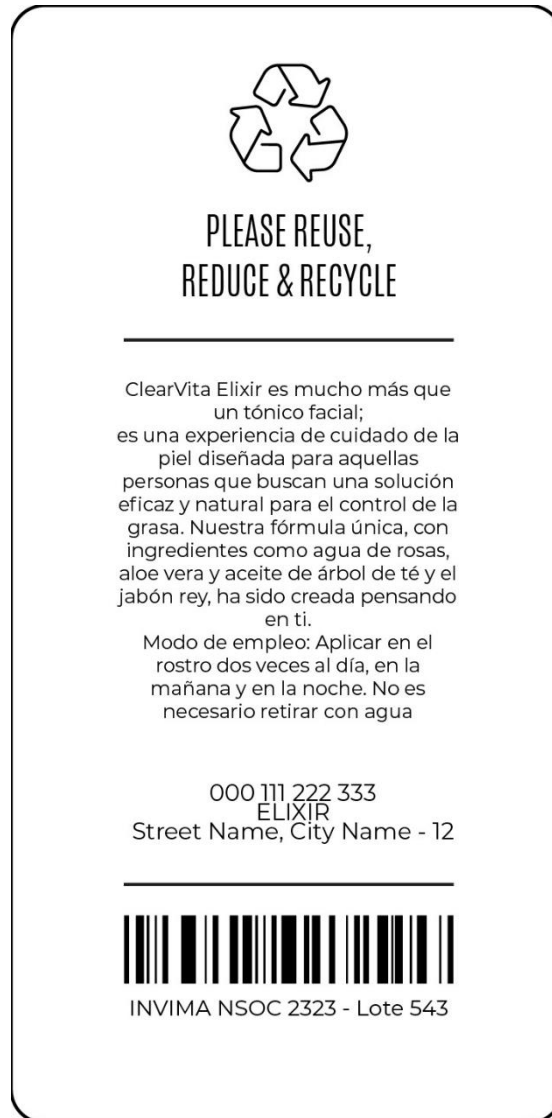 PLEASE REUSE,
REDUCE & RECYCLE
ClearVita Elixir es mucho más que
un tónico facial;
es una experiencia de cuidado de la
piel diseñada para aquellas
personas que buscan una solución
eficaz y natural para el control de la
grasa. Nuestra fórmula única, con
ingredientes como agua de rosas,
aloe vera y aceite de árbol de té y el
jabón rey, ha sido creada pensando
en ti.
Modo de empleo: Aplicar en el
rostro dos veces al día, en la
mañana y en la noche. No es
necesario retirar con agua
000 111 222 333
ELIXIR
Street Name, City Name - 12
INVIMA NSOC 2323 - Lote 543